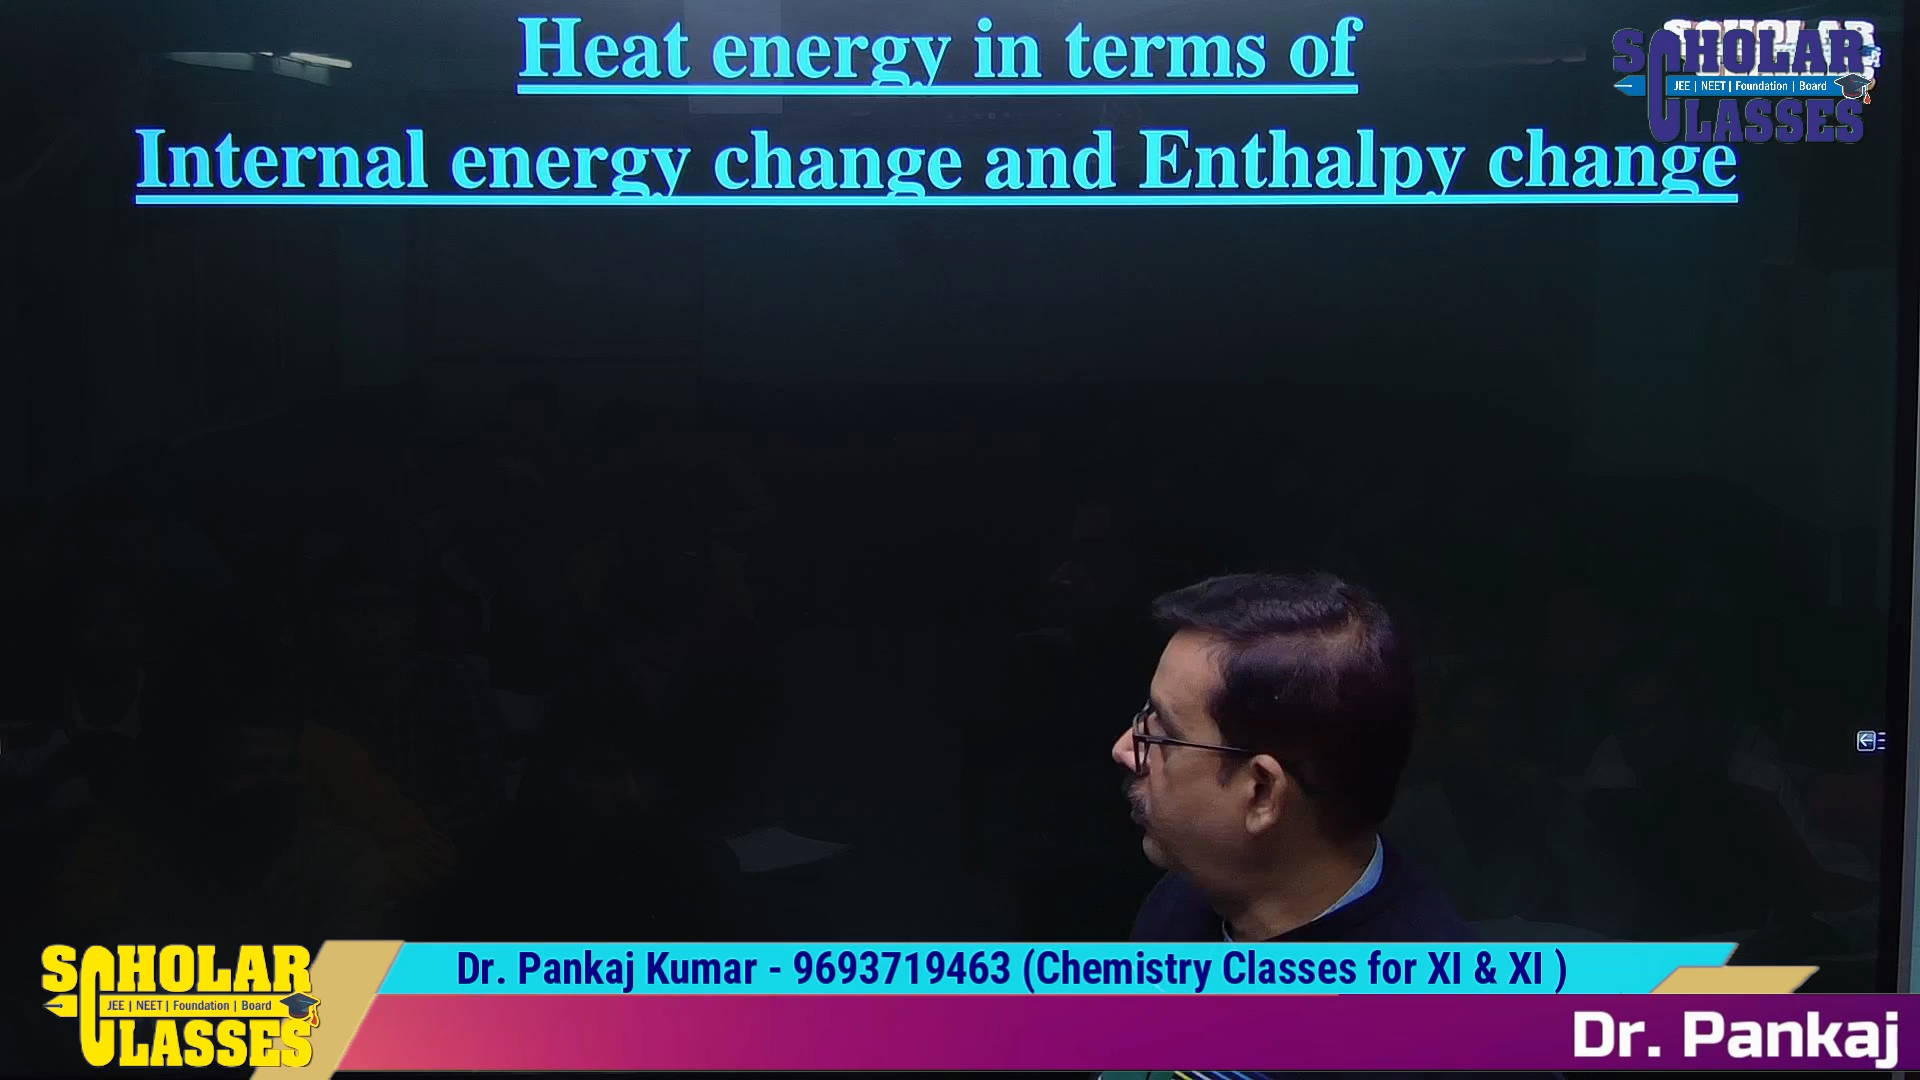 Heat energy in terms of
Internal energy change and Enthalpy change
SCHOLAR
JEE | NEET | Foundation | Board
CLASSES
SCHOLAR
JEE | NEET | Foundation | Board
CLASSES
Dr. Pankaj Kumar - 9693719463 (Chemistry Classes for XI & XI )
Dr. Pankaj